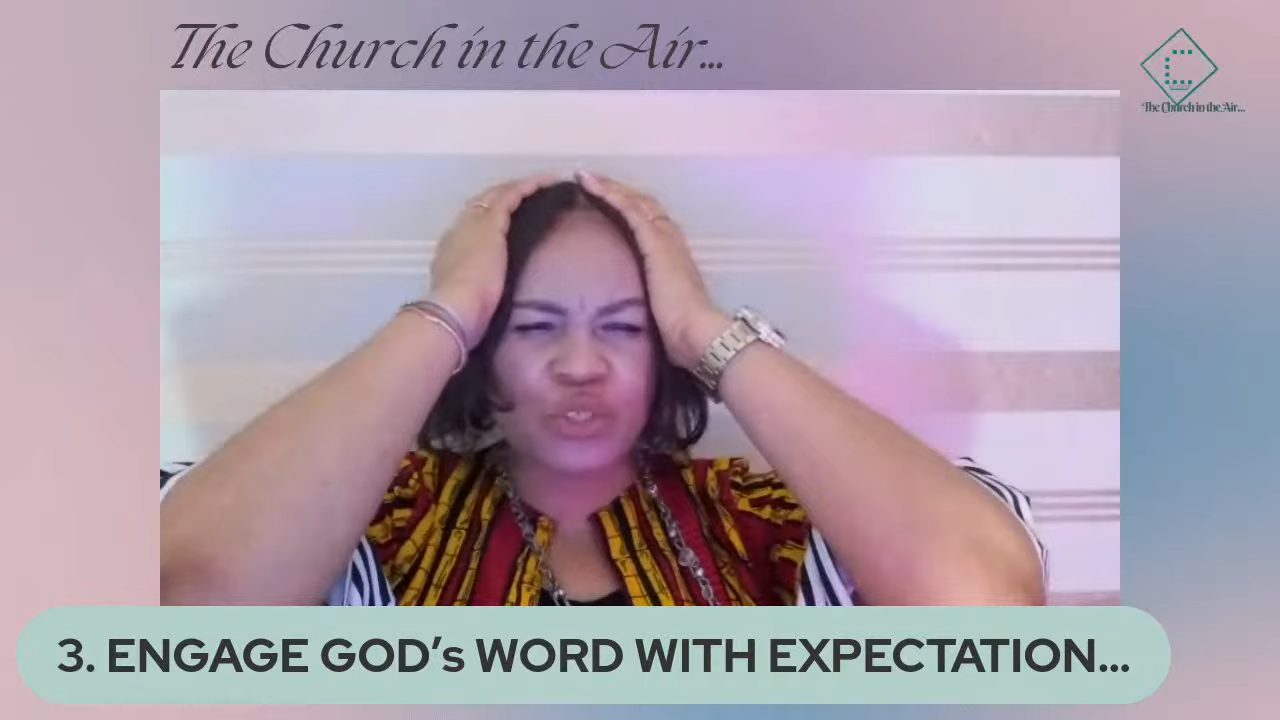 The Church in the Air...
The Church in the Air...
3. ENGAGE GOD’s WORD WITH EXPECTATION...